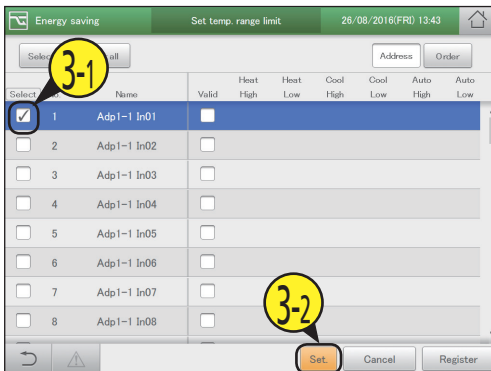 Energy saving Set temp. range limit 26/08/2016(FRI) 13:43
3-1
all Address Order
Heat Heat Cool Cool Auto Auto
Select Name Valid High Low High Low High Low
1 Adp1-1 In01
2 Adp1-1 In02
3 Adp1-1 In03
4 Adp1-1 In04
5 Adp1-1 In05
6 Adp1-1 In06
7 Adp1-1 In07
8 Adp1-1 In08
3-2
Set. Cancel Register